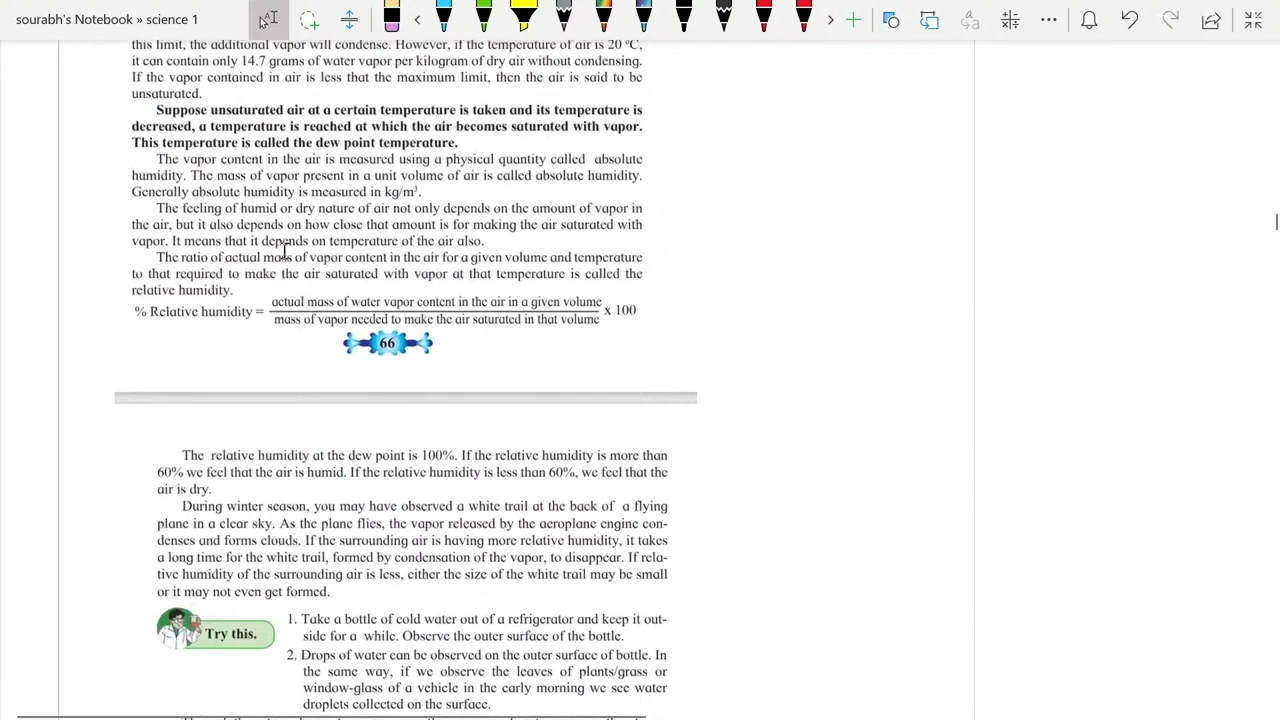 sourabh's Notebook » science 1
this limit, the additional vapor will condense. However, if the temperature of air is 20 °C,
it can contain only 14.7 grams of water vapor per kilogram of dry air without condensing.
If the vapor contained in air is less that the maximum limit, then the air is said to be
unsaturated.
Suppose unsaturated air at a certain temperature is taken and its temperature is
decreased, a temperature is reached at which the air becomes saturated with vapor.
This temperature is called the dew point temperature.
The vapor content in the air is measured using a physical quantity called absolute
humidity. The mass of vapor present in a unit volume of air is called absolute humidity.
Generally absolute humidity is measured in kg/m³.
The feeling of humid or dry nature of air not only depends on the amount of vapor in
the air, but it also depends on how close that amount is for making the air saturated with
vapor. It means that it depends on temperature of the air also.
The ratio of actual mass of vapor content in the air for a given volume and temperature
to that required to make the air saturated with vapor at that temperature is called the
relative humidity.
actual mass of water vapor content in the air in a given volume
% Relative humidity = x 100
mass of vapor needed to make the air saturated in that volume
66
The relative humidity at the dew point is 100%. If the relative humidity is more than
60% we feel that the air is humid. If the relative humidity is less than 60%, we feel that the
air is dry.
During winter season, you may have observed a white trail at the back of a flying
plane in a clear sky. As the plane flies, the vapor released by the aeroplane engine con-
denses and forms clouds. If the surrounding air is having more relative humidity, it takes
a long time for the white trail, formed by condensation of the vapor, to disappear. If rela-
tive humidity of the surrounding air is less, either the size of the white trail may be small
or it may not even get formed.
Try this.
1. Take a bottle of cold water out of a refrigerator and keep it out-
side for a while. Observe the outer surface of the bottle.
2. Drops of water can be observed on the outer surface of bottle. In
the same way, if we observe the leaves of plants/grass or
window-glass of a vehicle in the early morning we see water
droplets collected on the surface.